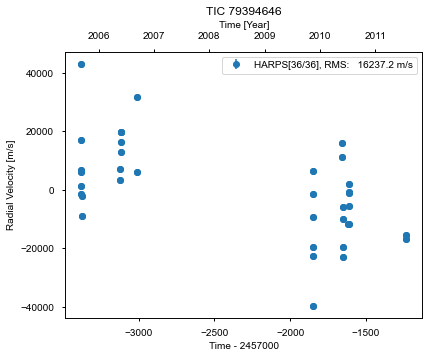 TIC 79394646
Time [Year]
2006 2007 2008 2009 2010 2011
HARPS[36/36], RMS: 16237.2 m/s
40000
20000
0
−20000
−40000
Radial Velocity [m/s]
−3000 −2500 −2000 −1500
Time - 2457000